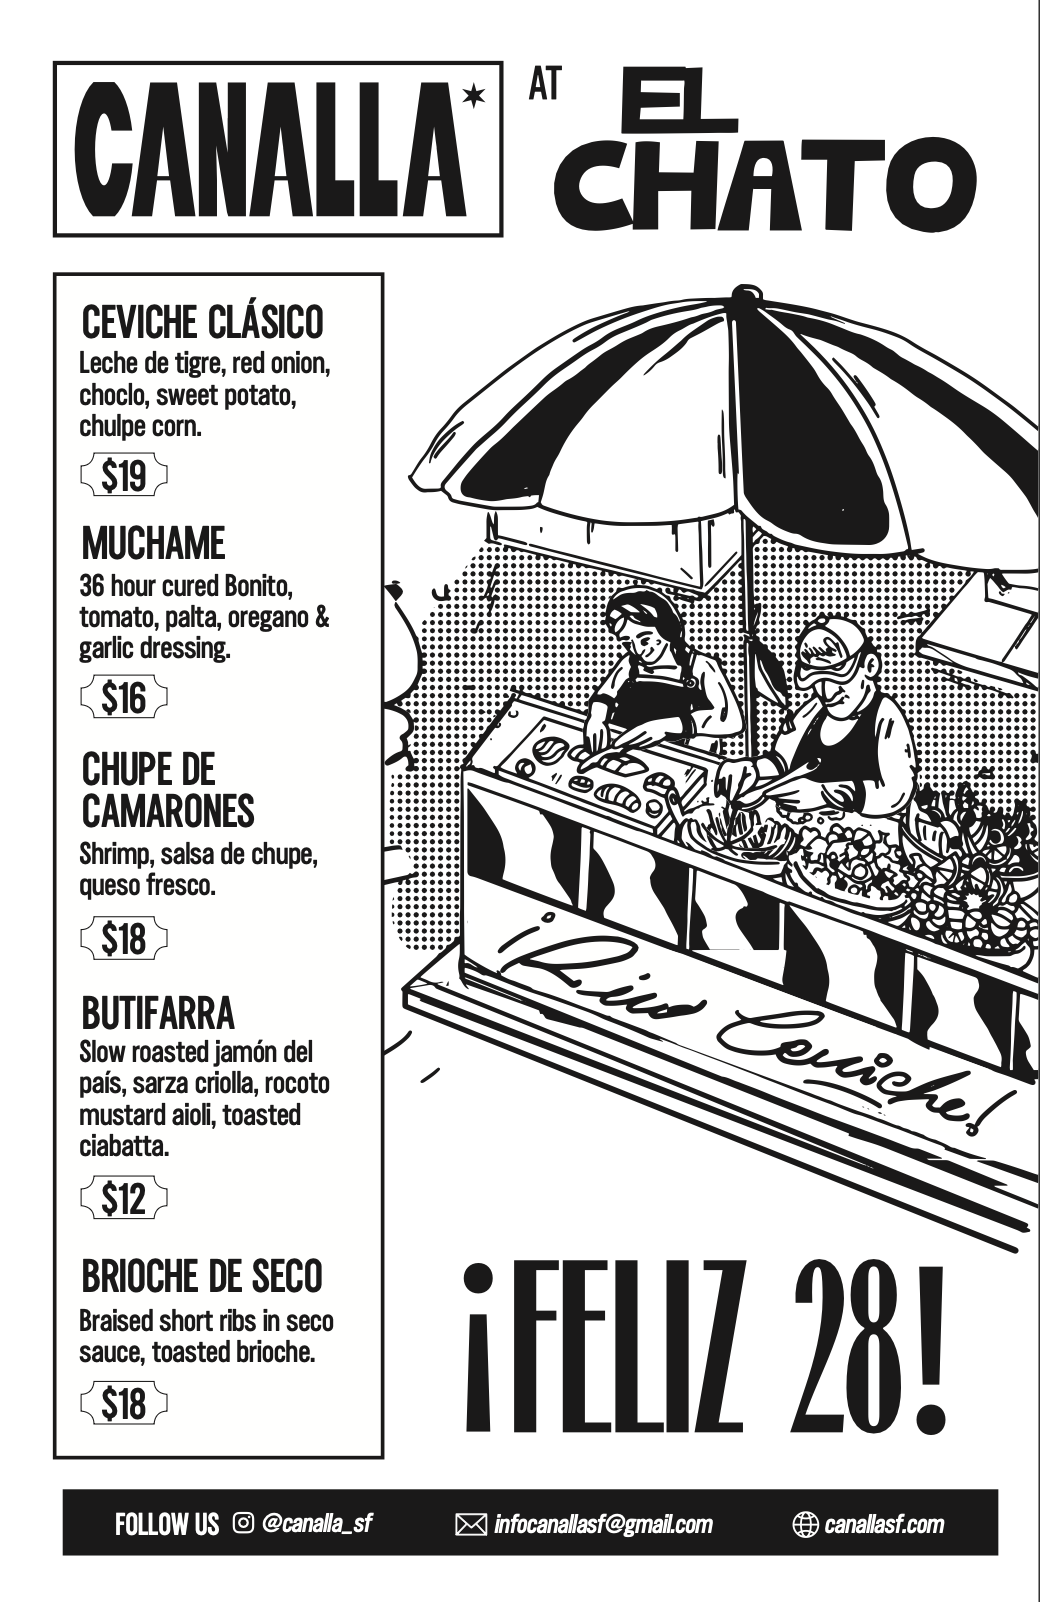 CANALLA*
AT
EL
CHATO
CEVICHE CLÁSICO
Leche de tigre, red onion,
choclo, sweet potato,
chulpe corn.
$19
MUCHAME
36 hour cured Bonito,
tomato, palta, oregano &
garlic dressing.
$16
CHUPE DE
CAMARONES
Shrimp, salsa de chupe,
queso fresco.
$18
BUTIFARRA
Slow roasted jamón del
país, sarza criolla, rocoto
mustard aioli, toasted
ciabatta.
$12
BRIOCHE DE SECO
Braised short ribs in seco
sauce, toasted brioche.
$18
¡Rico Ceviche!
¡FELIZ 28!
FOLLOW US @canalla_sf infocanallasf@gmail.com canallasf.com